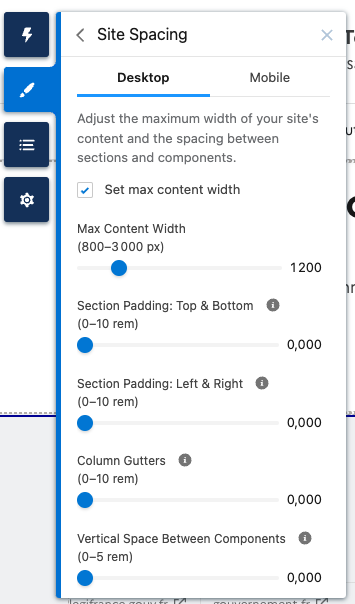 Site Spacing
Desktop
Mobile
Adjust the maximum width of your site's
content and the spacing between
sections and components.
Set max content width
Max Content Width
(800–3 000 px)
1200
Section Padding: Top & Bottom
(0–10 rem)
0,000
Section Padding: Left & Right
(0–10 rem)
0,000
Column Gutters
(0–10 rem)
0,000
Vertical Space Between Components
(0–5 rem)
0,000
legifrance.gouv.fr
gouvernement.fr